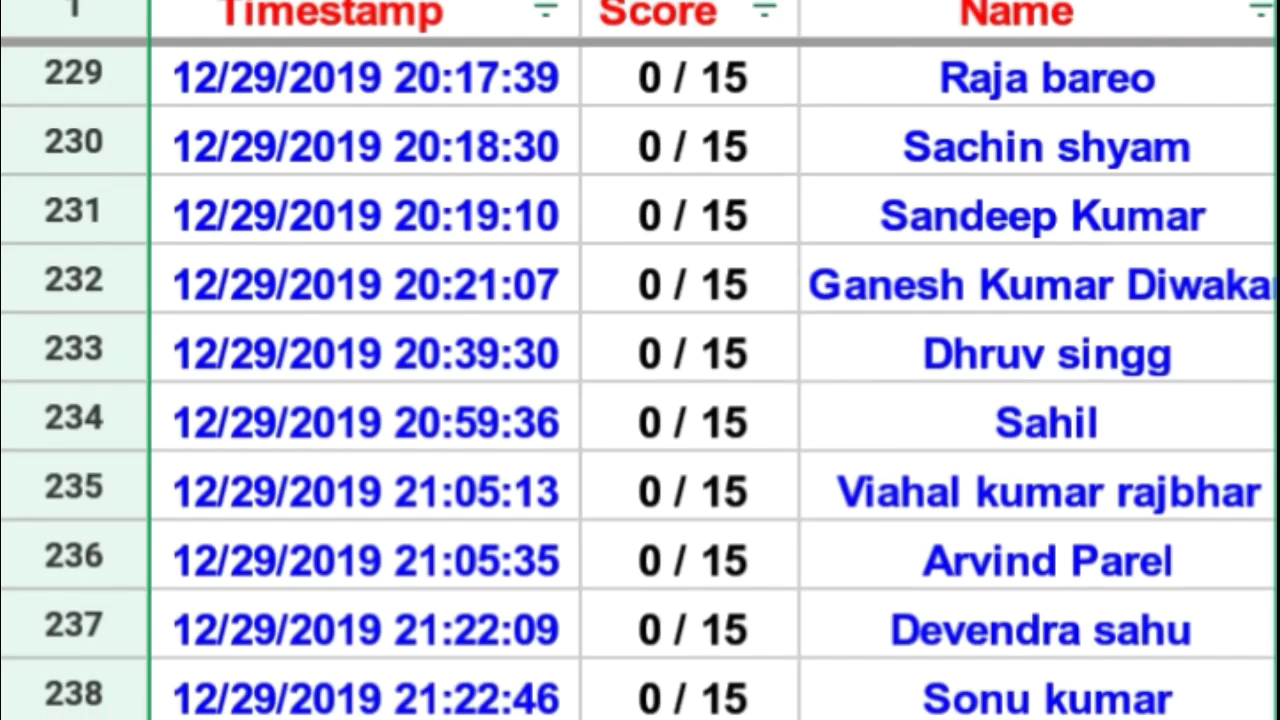 1 Timestamp Score Name
229 12/29/2019 20:17:39 0 / 15 Raja bareo
230 12/29/2019 20:18:30 0 / 15 Sachin shyam
231 12/29/2019 20:19:10 0 / 15 Sandeep Kumar
232 12/29/2019 20:21:07 0 / 15 Ganesh Kumar Diwakar
233 12/29/2019 20:39:30 0 / 15 Dhruv singg
234 12/29/2019 20:59:36 0 / 15 Sahil
235 12/29/2019 21:05:13 0 / 15 Viahal kumar rajbhar
236 12/29/2019 21:05:35 0 / 15 Arvind Parel
237 12/29/2019 21:22:09 0 / 15 Devendra sahu
238 12/29/2019 21:22:46 0 / 15 Sonu kumar